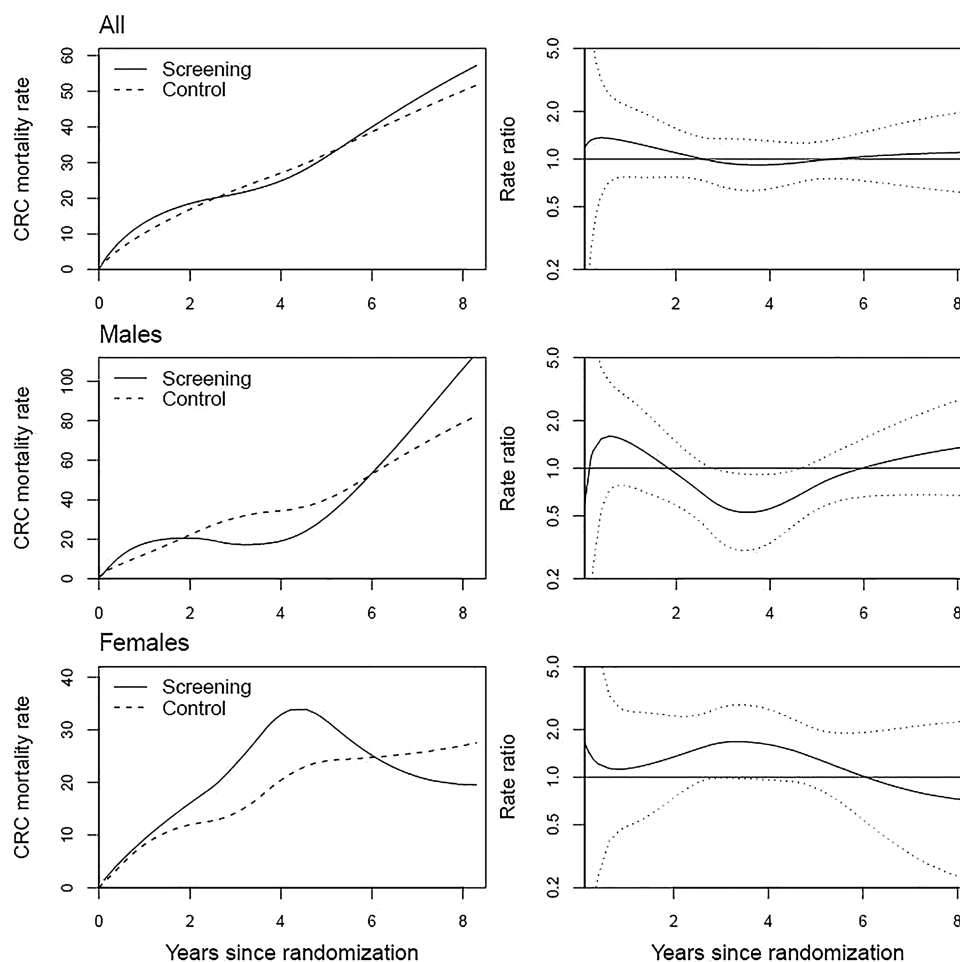 All
CRC mortality rate
60
50
40
30
20
10
0
Screening
Control
0 2 4 6 8
Rate ratio
5.0
2.0
1.0
0.5
0.2
2 4 6 8
Males
CRC mortality rate
100
80
60
40
20
0
Screening
Control
0 2 4 6 8
Rate ratio
5.0
2.0
1.0
0.5
0.2
2 4 6 8
Females
CRC mortality rate
40
30
20
10
0
Screening
Control
0 2 4 6 8
Years since randomization
Rate ratio
5.0
2.0
1.0
0.5
0.2
2 4 6 8
Years since randomization